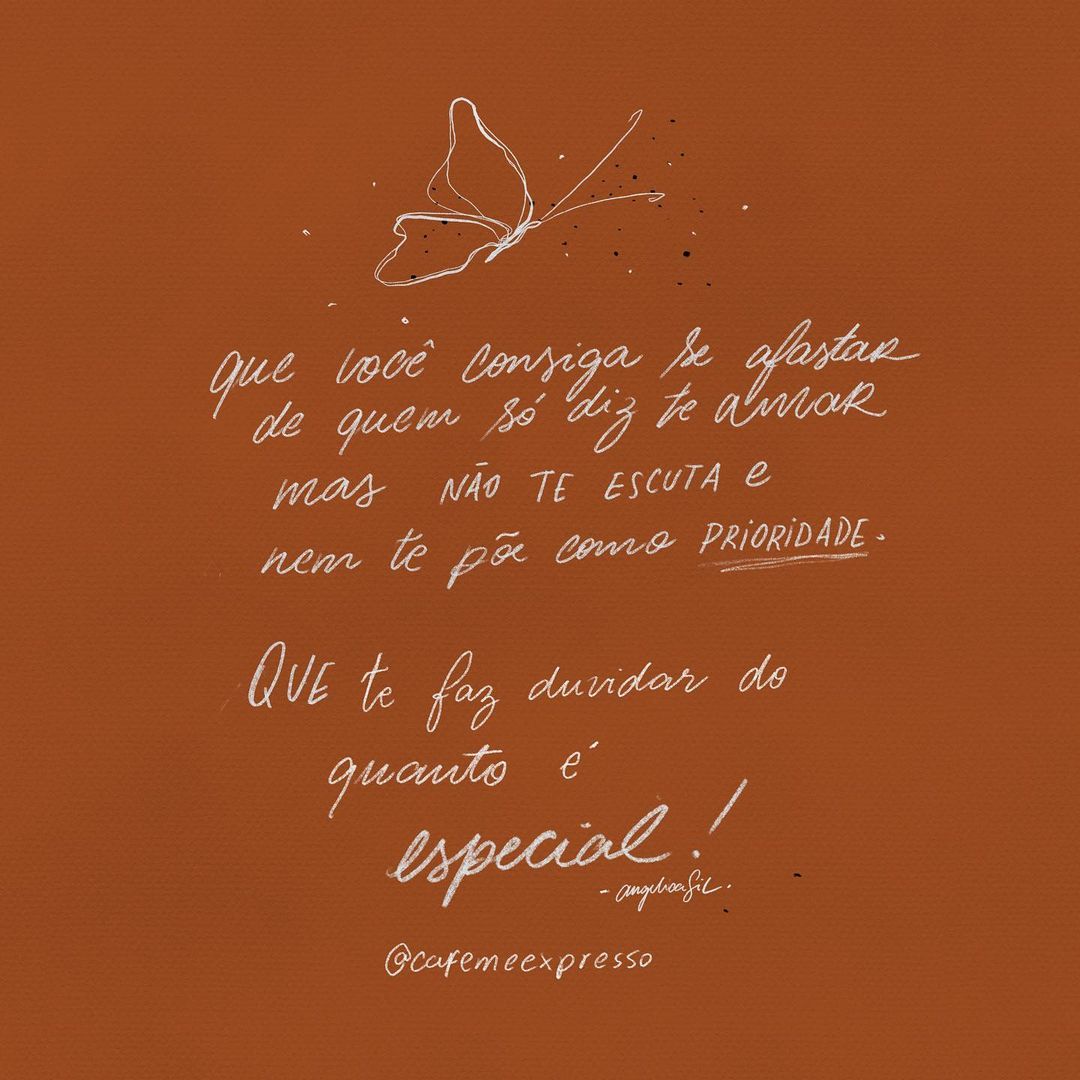 que você consiga se afastar
de quem só diz te amar
mas NÃO TE ESCUTA e
nem te põe como PRIORIDADE.
QUE te faz duvidar do
quanto é
especial!
@cafemeexpresso